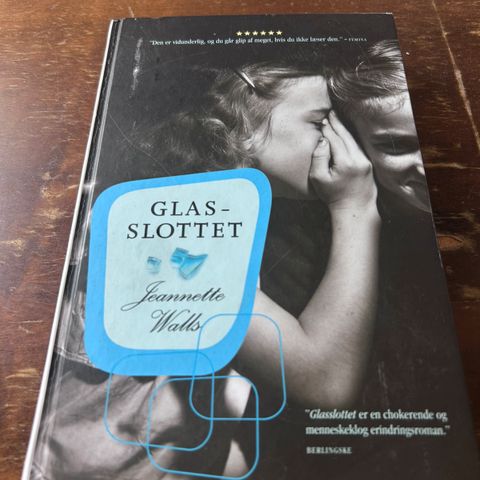 ★★★★★★
"Den er vidunderlig, og du går glip af meget, hvis du ikke læser den." – FEMINA
GLAS-
SLOTTET
Jeannette
Walls
"Glasslottet er en chokerende og
menneskeklog erindringsroman."
BERLINGSKE